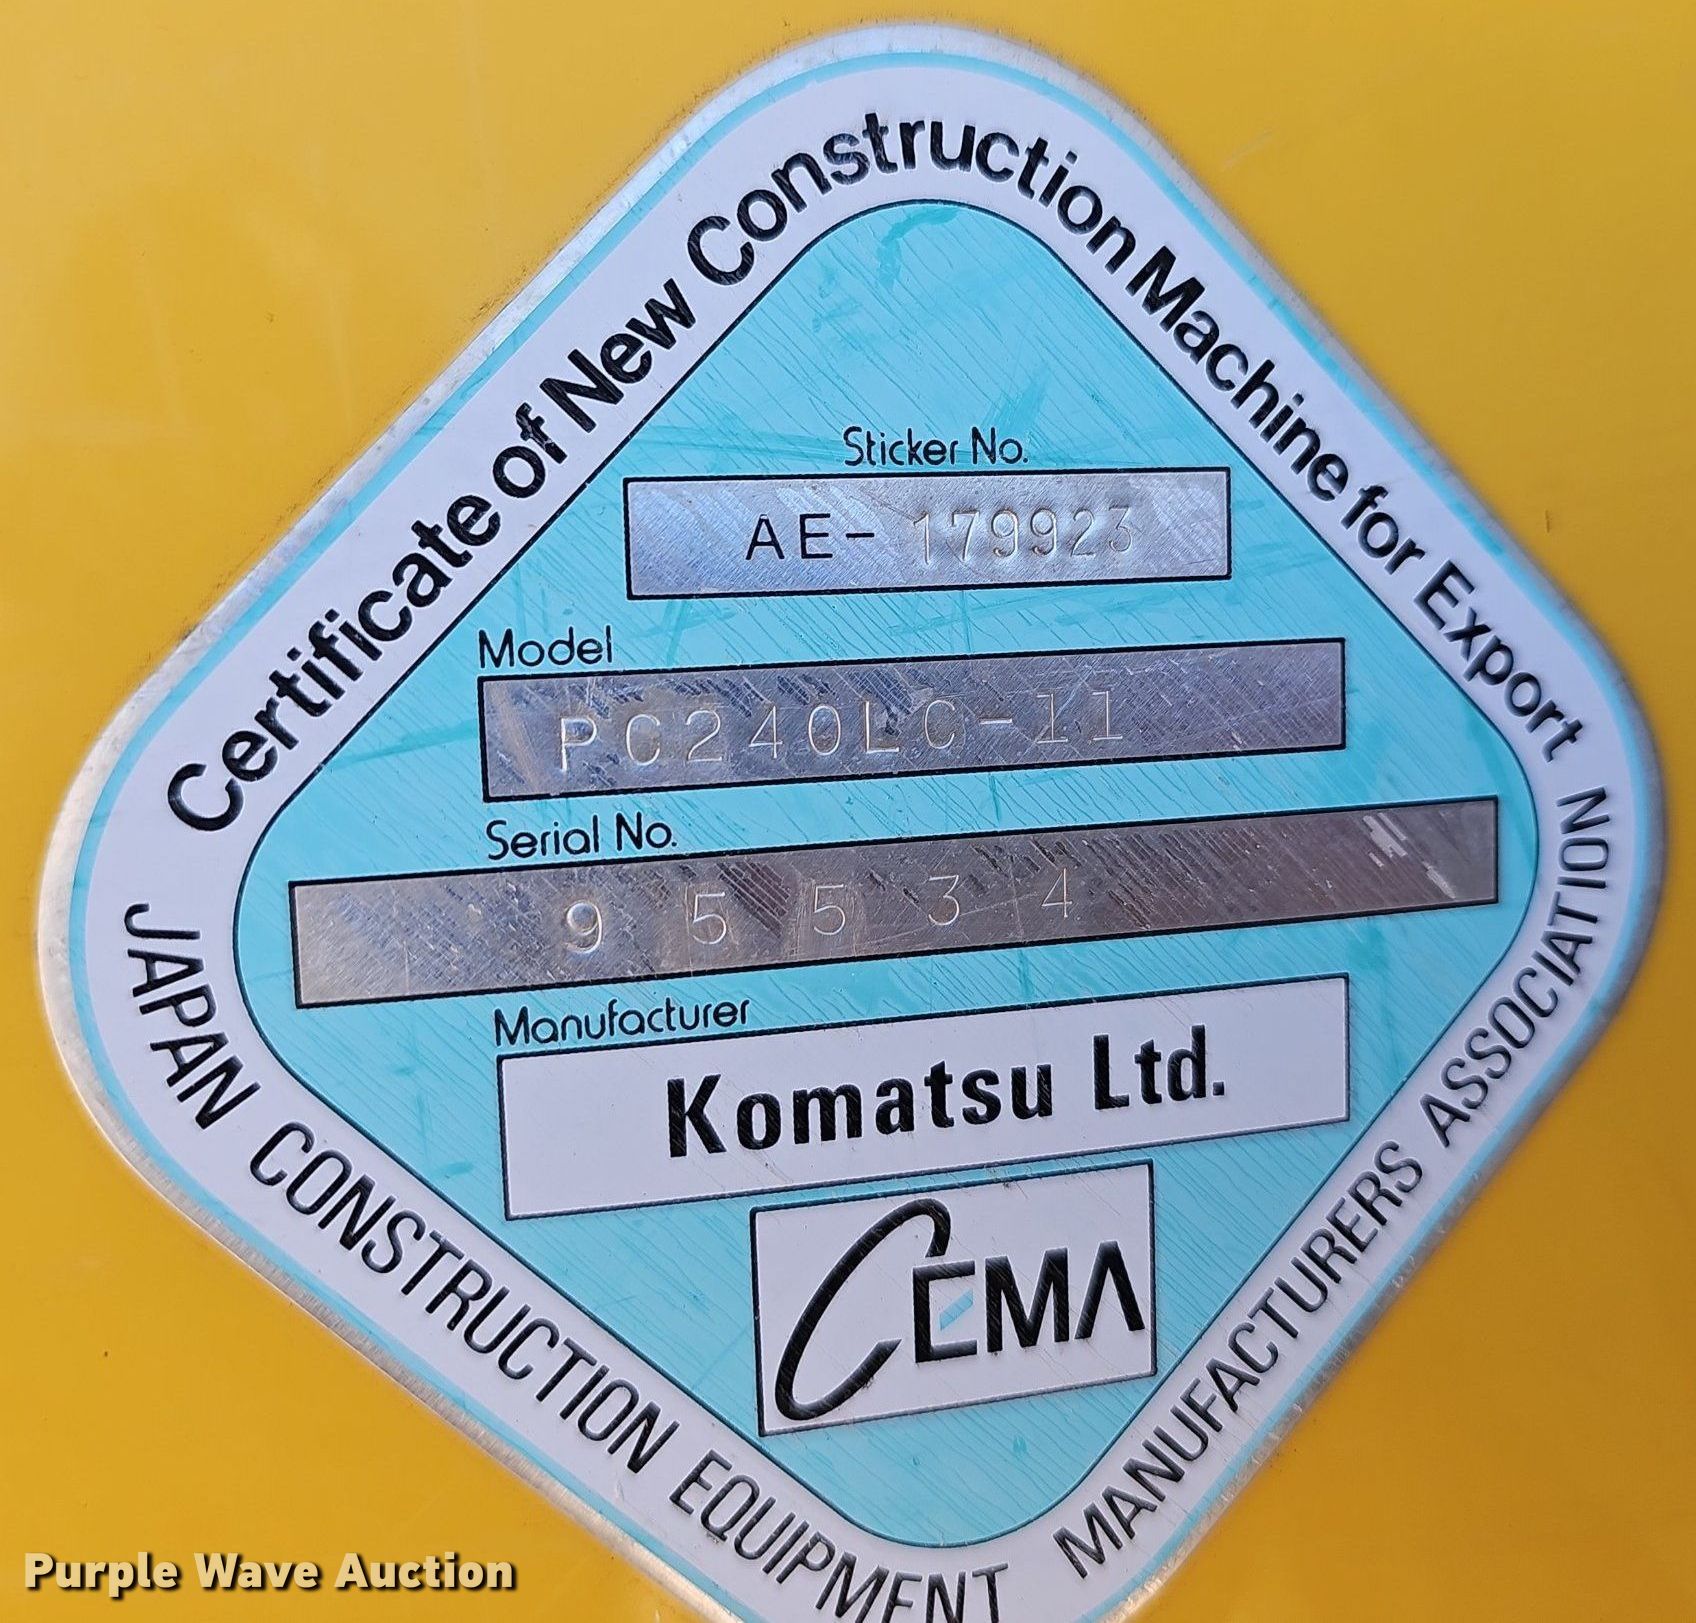 Certificate of New Construction Machine for Export
Sticker No.
AE- 179923
Model
PC240LC-11
Serial No.
95534
Manufacturer
Komatsu Ltd.
CEMA
JAPAN CONSTRUCTION EQUIPMENT MANUFACTURERS ASSOCIATION
Purple Wave Auction